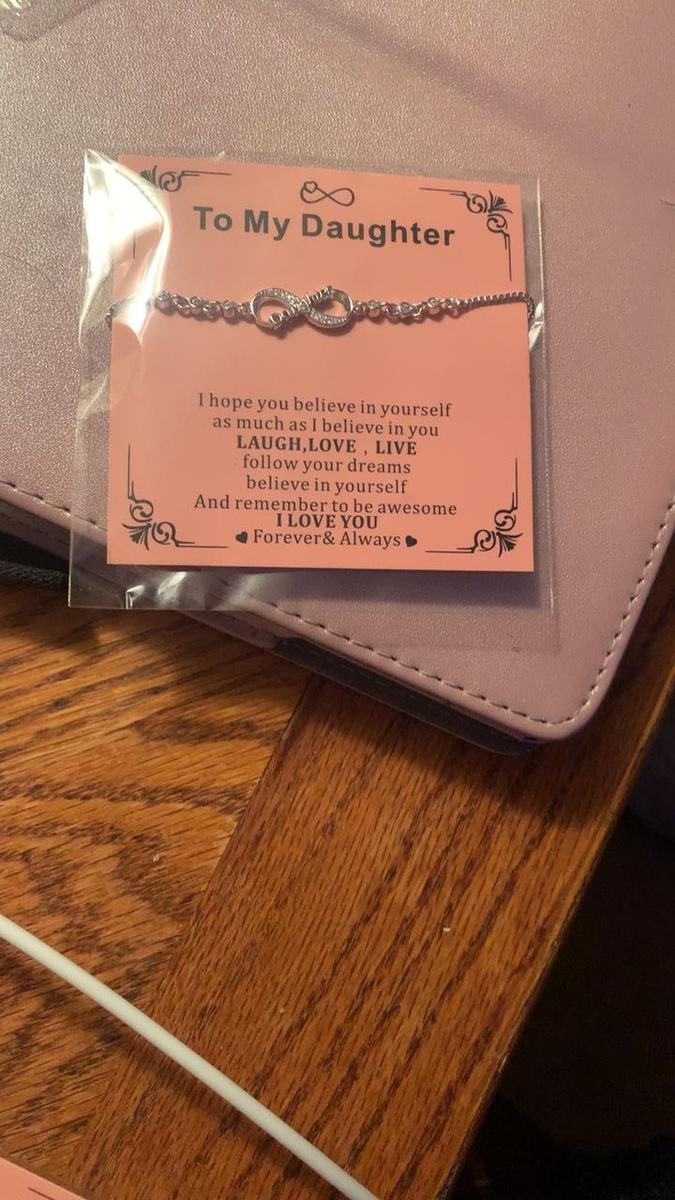 To My Daughter
I hope you believe in yourself
as much as I believe in you
LAUGH,LOVE , LIVE
follow your dreams
believe in yourself
And remember to be awesome
I LOVE YOU
Forever& Always